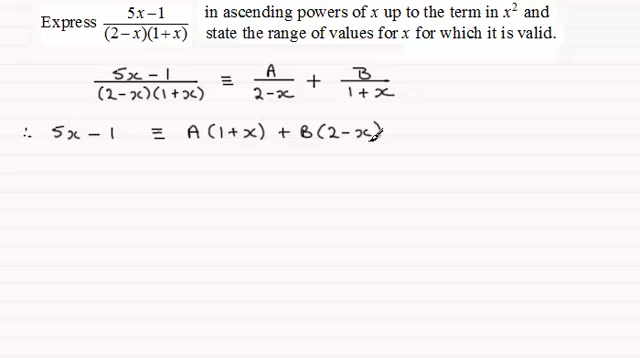 Express (5x−1)/((2−x)(1+x)) in ascending powers of x up to the term in x² and
state the range of values for x for which it is valid.
(5x − 1)/((2−x)(1+x)) ≡ A/(2−x) + B/(1+x)
∴ 5x − 1 ≡ A(1+x) + B(2−x)